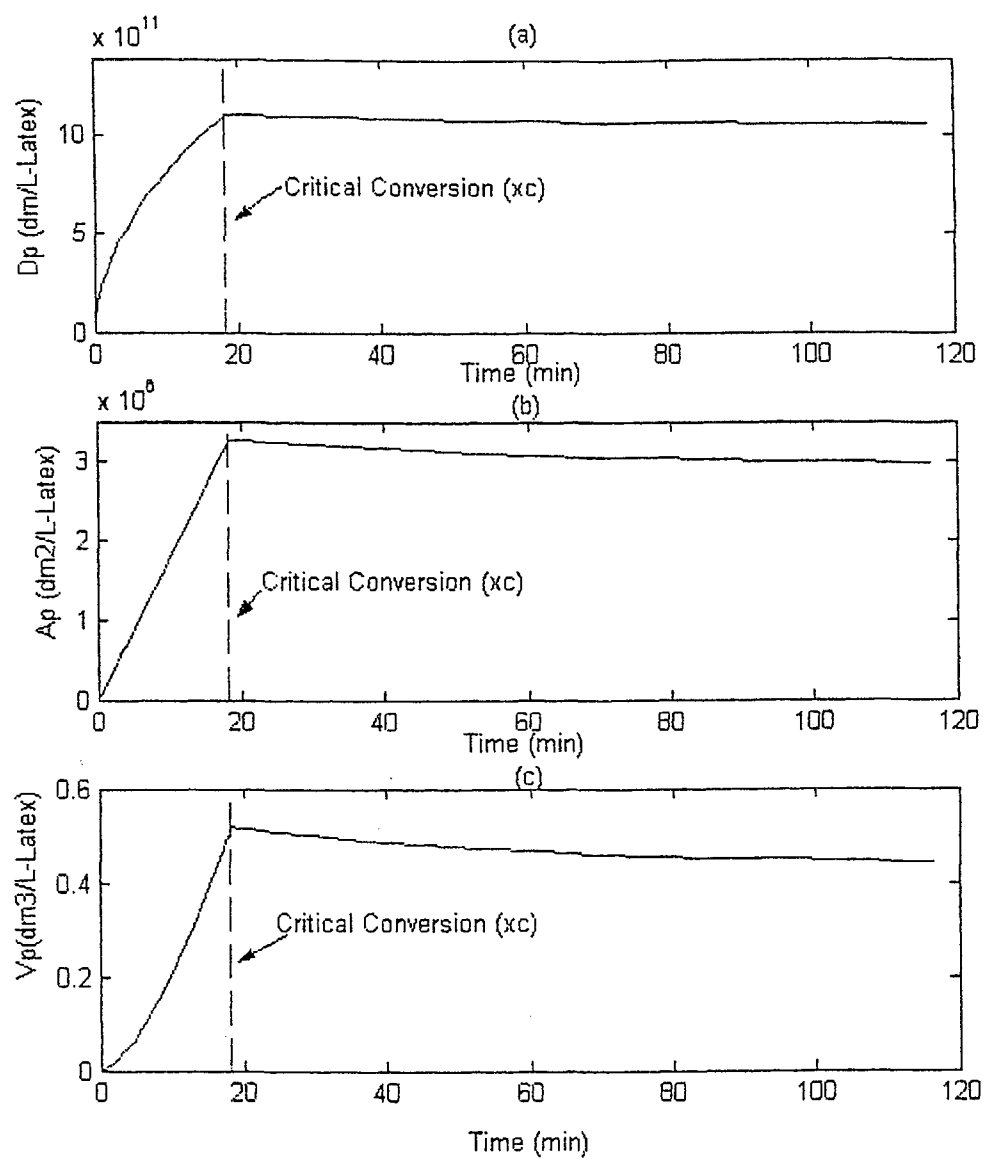 x 10^11
(a)
Dp (dm/L-Latex)
10
5
0
Critical Conversion (xc)
0 20 40 60 80 100 120
Time (min)
x 10^6
(b)
Ap (dm2/L-Latex)
3
2
1
0
Critical Conversion (xc)
0 20 40 60 80 100 120
Time (min)
(c)
Vp(dm3/L-Latex)
0.6
0.4
0.2
0
Critical Conversion (xc)
0 20 40 60 80 100 120
Time (min)